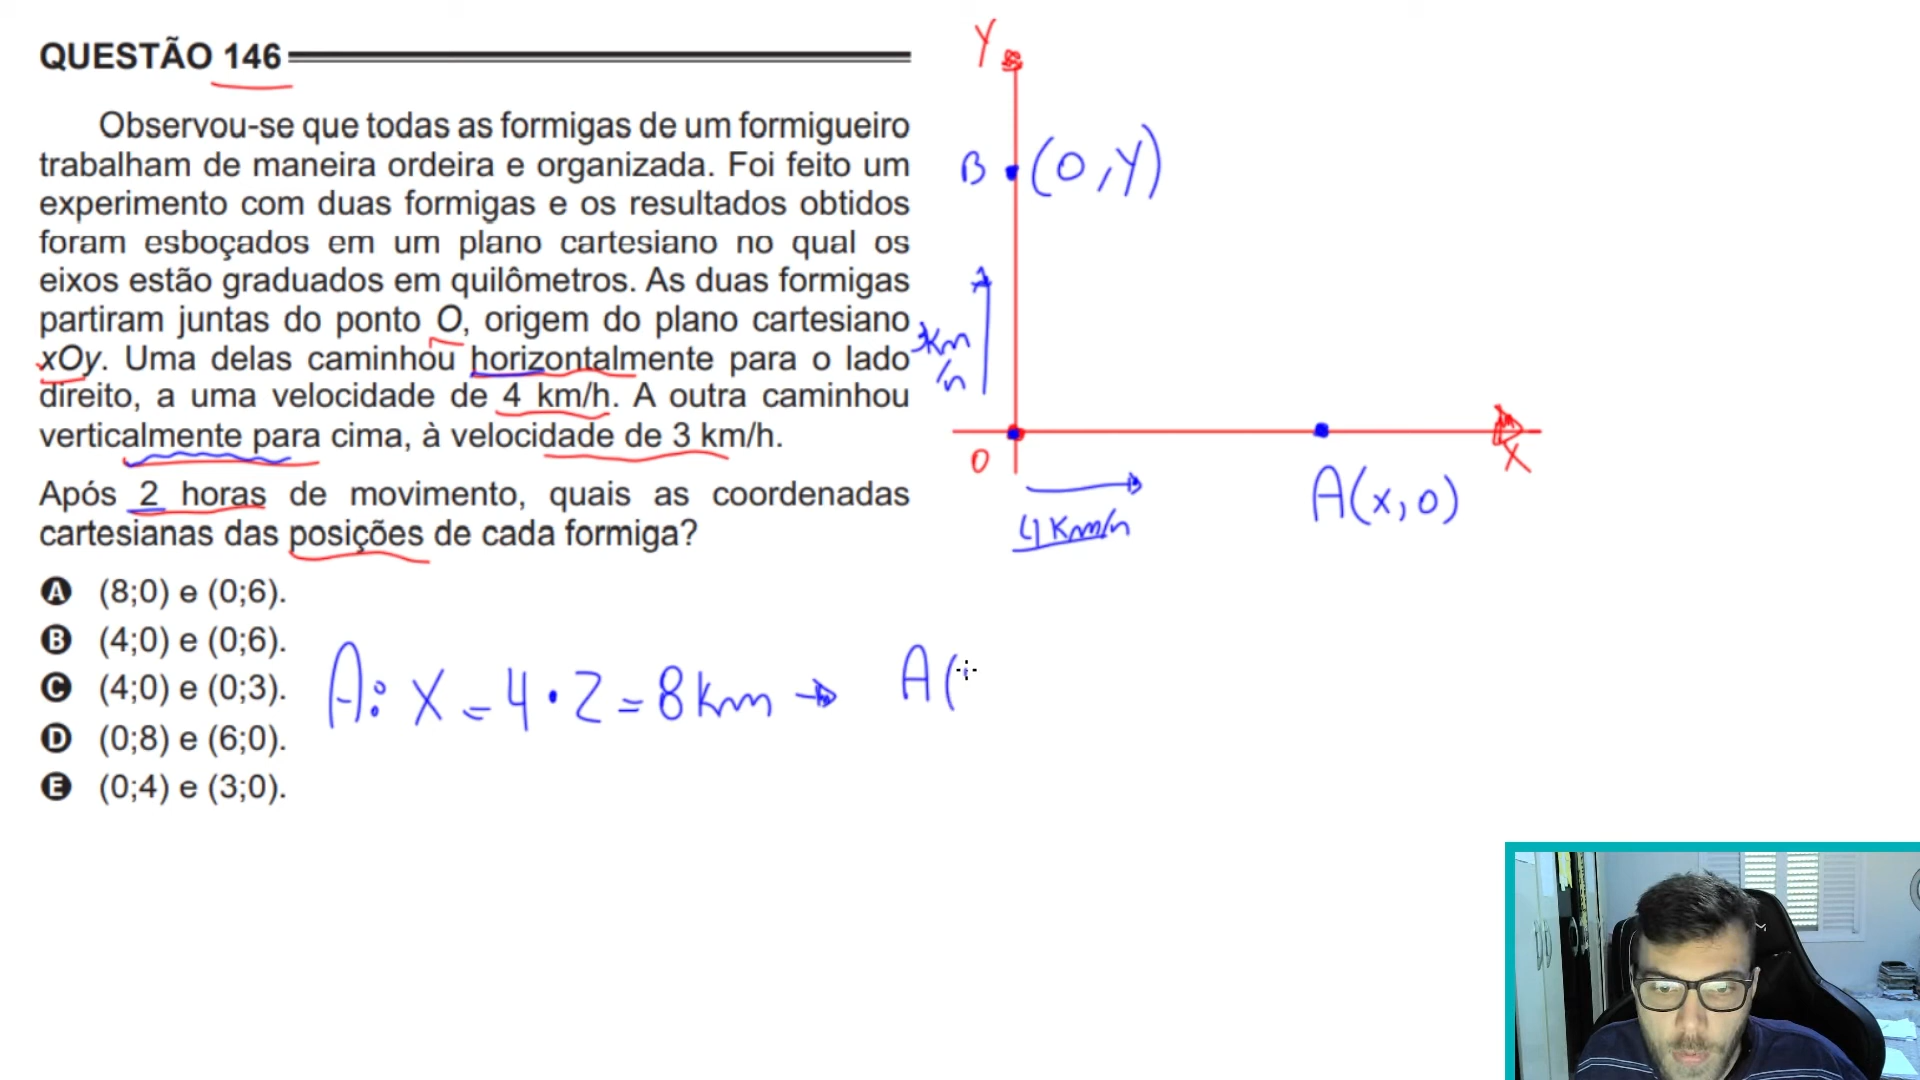 QUESTÃO 146
Observou-se que todas as formigas de um formigueiro
trabalham de maneira ordeira e organizada. Foi feito um
experimento com duas formigas e os resultados obtidos
foram esboçados em um plano cartesiano no qual os
eixos estão graduados em quilômetros. As duas formigas
partiram juntas do ponto O, origem do plano cartesiano
xOy. Uma delas caminhou horizontalmente para o lado
direito, a uma velocidade de 4 km/h. A outra caminhou
verticalmente para cima, à velocidade de 3 km/h.
Após 2 horas de movimento, quais as coordenadas
cartesianas das posições de cada formiga?
A (8;0) e (0;6).
B (4;0) e (0;6).
C (4;0) e (0;3).
D (0;8) e (6;0).
E (0;4) e (3;0).
Y
B (0,Y)
3km
/h
0
X
4km/h
A(x,0)
A: X = 4 · 2 = 8km → A(